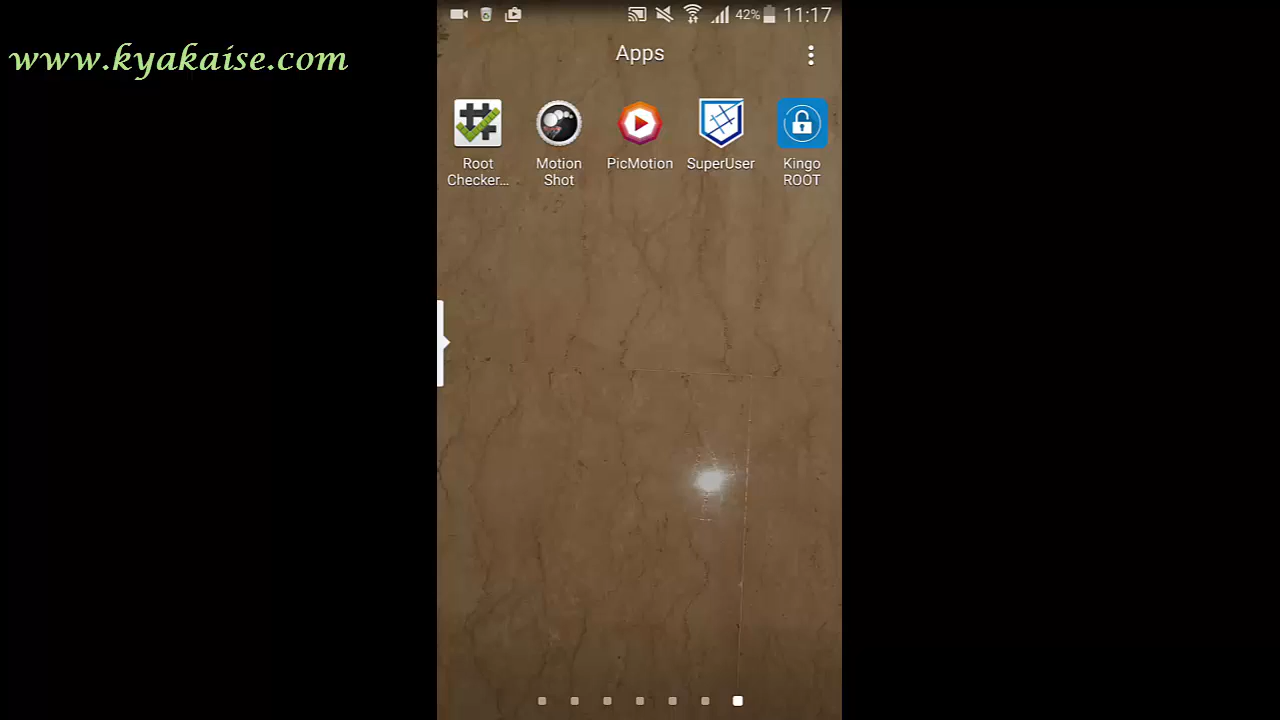 42% 11:17
www.kyakaise.com
Apps
Root
Checker...
Motion
Shot
PicMotion
SuperUser
Kingo
ROOT